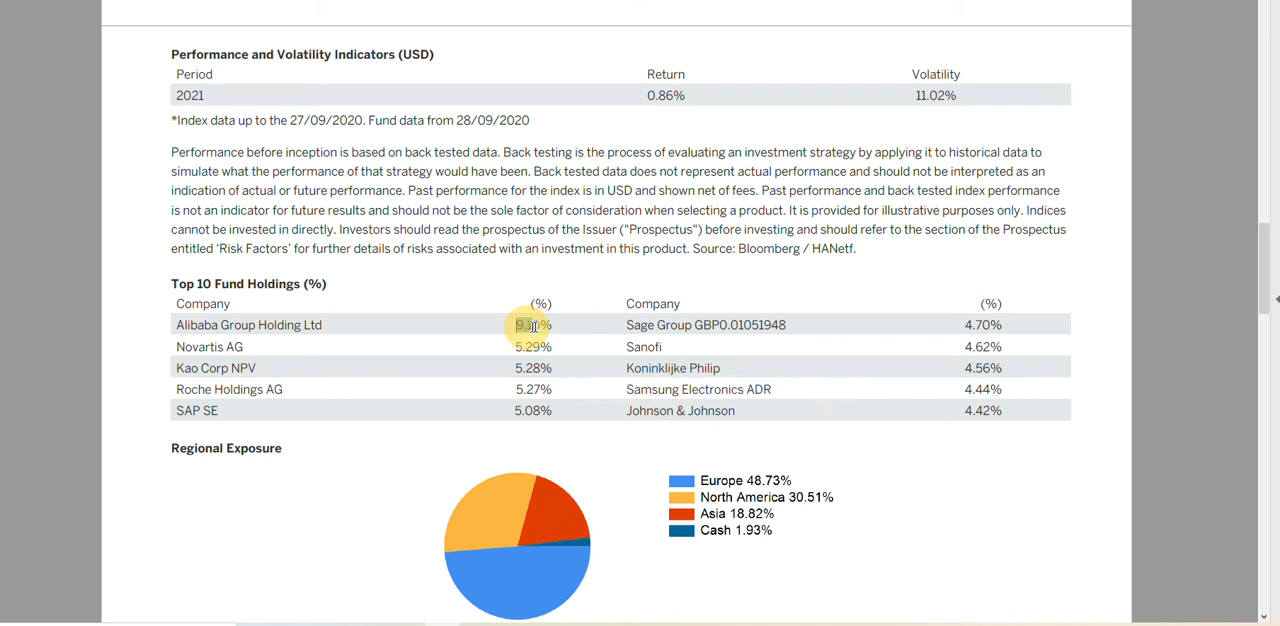 Performance and Volatility Indicators (USD)
Period Return Volatility
2021 0.86% 11.02%
*Index data up to the 27/09/2020. Fund data from 28/09/2020
Performance before inception is based on back tested data. Back testing is the process of evaluating an investment strategy by applying it to historical data to
simulate what the performance of that strategy would have been. Back tested data does not represent actual performance and should not be interpreted as an
indication of actual or future performance. Past performance for the index is in USD and shown net of fees. Past performance and back tested index performance
is not an indicator for future results and should not be the sole factor of consideration when selecting a product. It is provided for illustrative purposes only. Indices
cannot be invested in directly. Investors should read the prospectus of the Issuer ("Prospectus") before investing and should refer to the section of the Prospectus
entitled ‘Risk Factors’ for further details of risks associated with an investment in this product. Source: Bloomberg / HANetf.
Top 10 Fund Holdings (%)
Company (%) Company (%)
Alibaba Group Holding Ltd Sage Group GBP0.01051948 4.70%
Novartis AG 5.29% Sanofi 4.62%
Kao Corp NPV 5.28% Koninklijke Philip 4.56%
Roche Holdings AG 5.27% Samsung Electronics ADR 4.44%
SAP SE 5.08% Johnson & Johnson 4.42%
Regional Exposure
Europe 48.73%
North America 30.51%
Asia 18.82%
Cash 1.93%